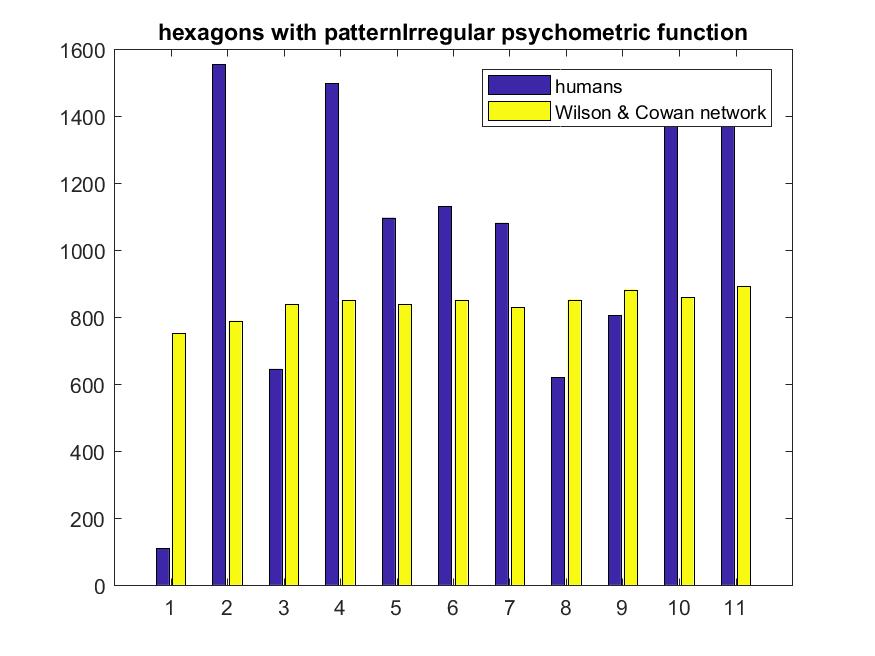 hexagons with patternIrregular psychometric function
1600
1400
1200
1000
800
600
400
200
0
humans
Wilson & Cowan network
1 2 3 4 5 6 7 8 9 10 11